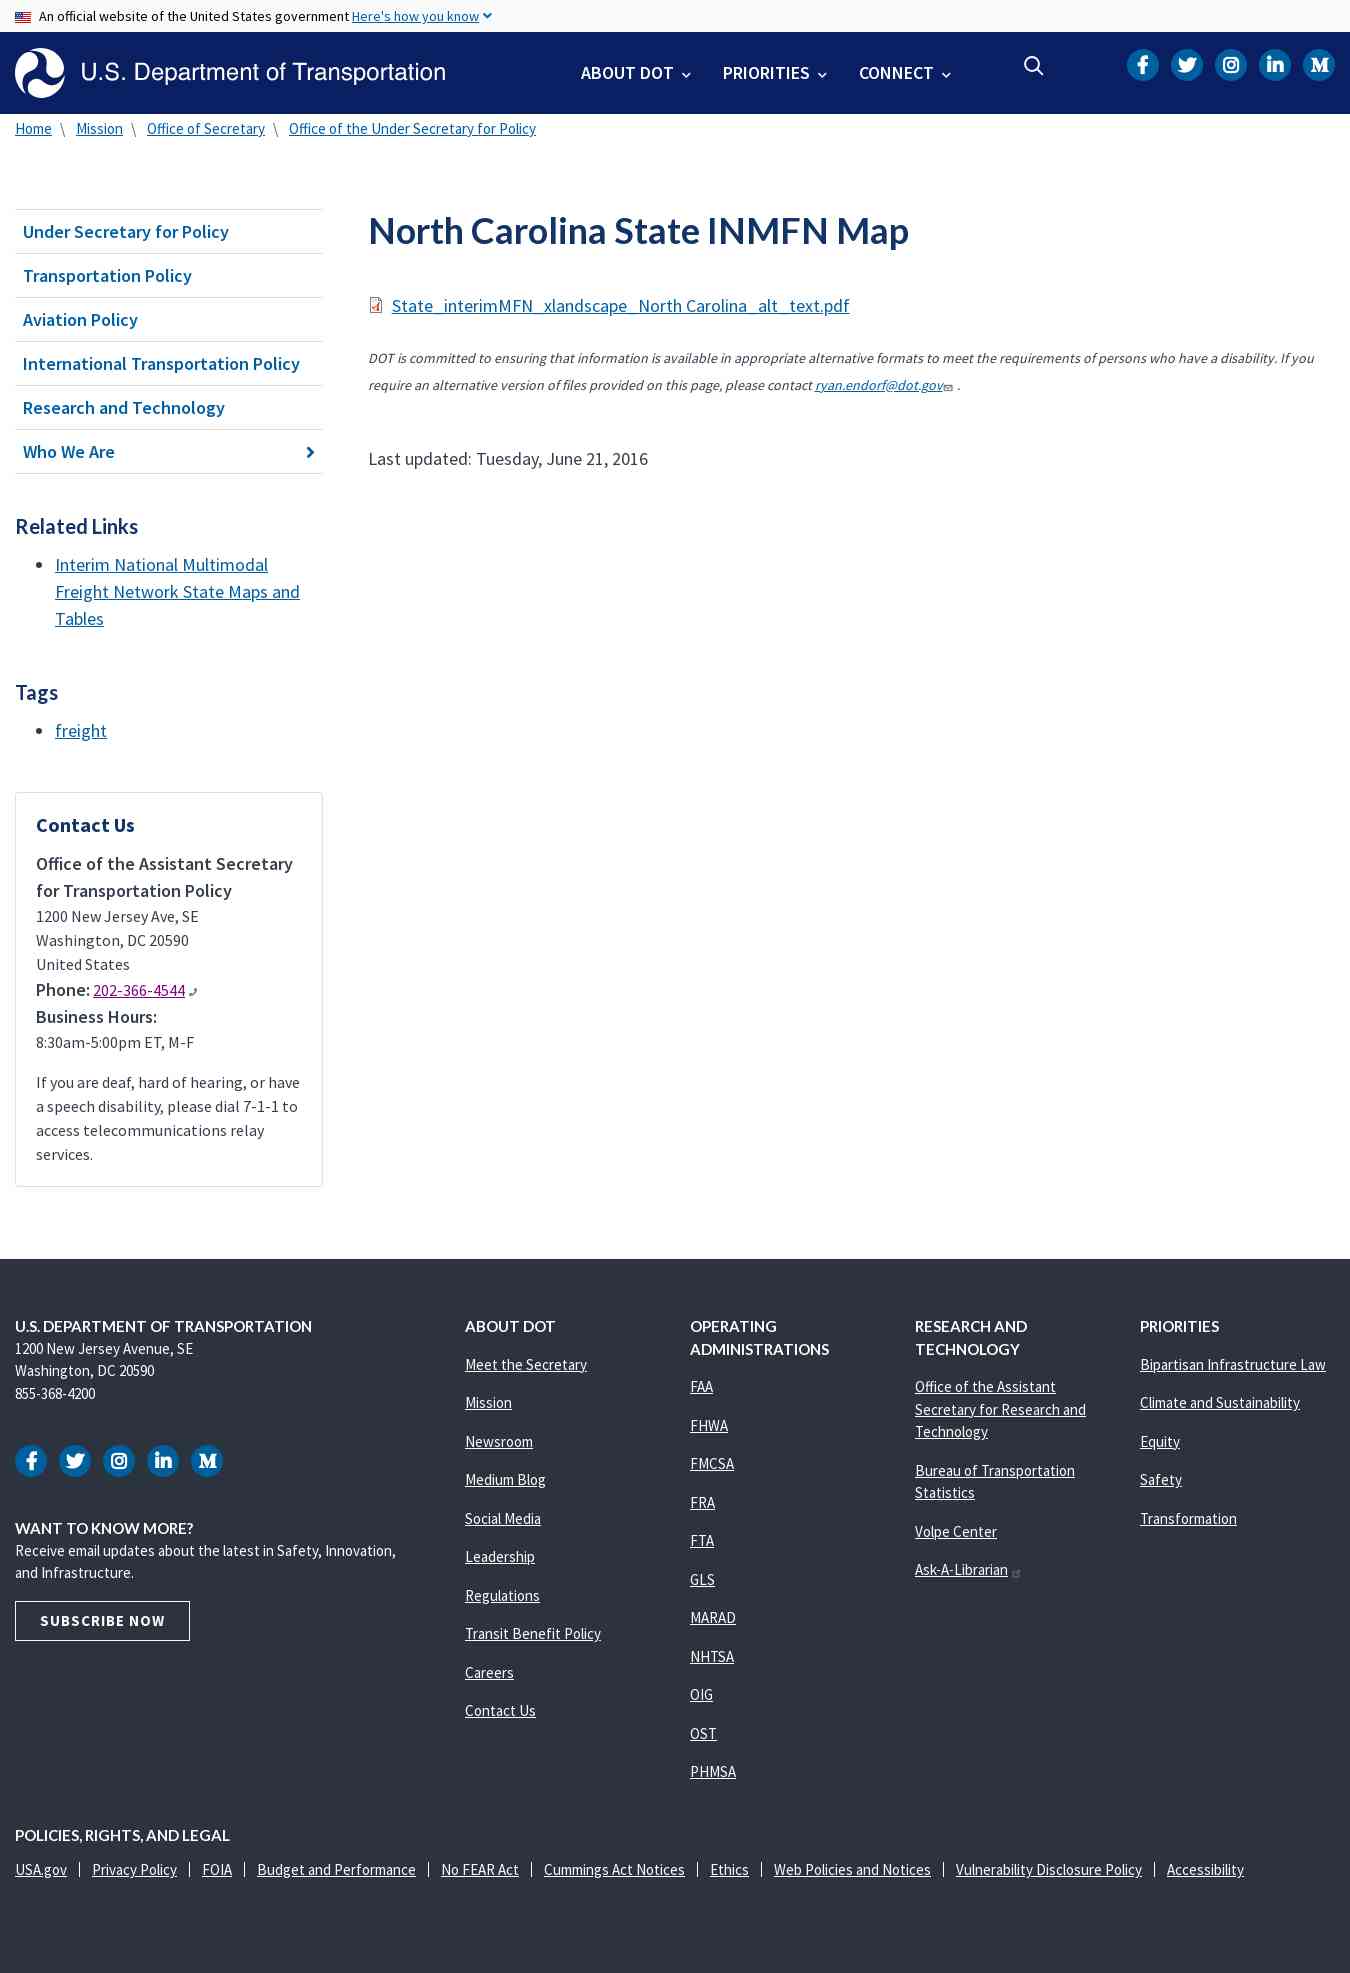 An official website of the United States government Here's how you know
U.S. Department of Transportation
ABOUT DOT
PRIORITIES
CONNECT
Home \ Mission \ Office of Secretary \ Office of the Under Secretary for Policy
Under Secretary for Policy
Transportation Policy
Aviation Policy
International Transportation Policy
Research and Technology
Who We Are
Related Links
Interim National Multimodal
Freight Network State Maps and
Tables
Tags
freight
Contact Us
Office of the Assistant Secretary
for Transportation Policy
1200 New Jersey Ave, SE
Washington, DC 20590
United States
Phone: 202-366-4544
Business Hours:
8:30am-5:00pm ET, M-F
If you are deaf, hard of hearing, or have
a speech disability, please dial 7-1-1 to
access telecommunications relay
services.
North Carolina State INMFN Map
State_interimMFN_xlandscape_North Carolina_alt_text.pdf
DOT is committed to ensuring that information is available in appropriate alternative formats to meet the requirements of persons who have a disability. If you
require an alternative version of files provided on this page, please contact ryan.endorf@dot.gov .
Last updated: Tuesday, June 21, 2016
U.S. DEPARTMENT OF TRANSPORTATION
1200 New Jersey Avenue, SE
Washington, DC 20590
855-368-4200
WANT TO KNOW MORE?
Receive email updates about the latest in Safety, Innovation,
and Infrastructure.
SUBSCRIBE NOW
ABOUT DOT
Meet the Secretary
Mission
Newsroom
Medium Blog
Social Media
Leadership
Regulations
Transit Benefit Policy
Careers
Contact Us
OPERATING
ADMINISTRATIONS
FAA
FHWA
FMCSA
FRA
FTA
GLS
MARAD
NHTSA
OIG
OST
PHMSA
RESEARCH AND
TECHNOLOGY
Office of the Assistant
Secretary for Research and
Technology
Bureau of Transportation
Statistics
Volpe Center
Ask-A-Librarian
PRIORITIES
Bipartisan Infrastructure Law
Climate and Sustainability
Equity
Safety
Transformation
POLICIES, RIGHTS, AND LEGAL
USA.gov | Privacy Policy | FOIA | Budget and Performance | No FEAR Act | Cummings Act Notices | Ethics | Web Policies and Notices | Vulnerability Disclosure Policy | Accessibility